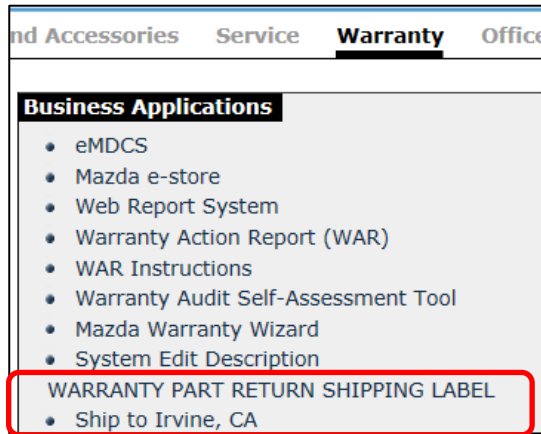 nd Accessories Service Warranty Office
Business Applications
• eMDCS
• Mazda e-store
• Web Report System
• Warranty Action Report (WAR)
• WAR Instructions
• Warranty Audit Self-Assessment Tool
• Mazda Warranty Wizard
• System Edit Description
WARRANTY PART RETURN SHIPPING LABEL
• Ship to Irvine, CA